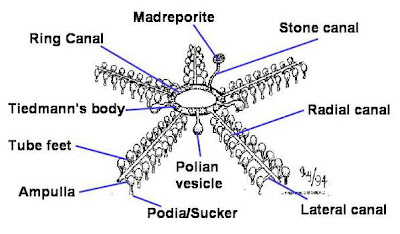 Madreporite
Stone canal
Ring Canal
Tiedmann's body
Radial canal
Tube feet
Polian
vesicle
Ampulla
Podia/Sucker
Lateral canal